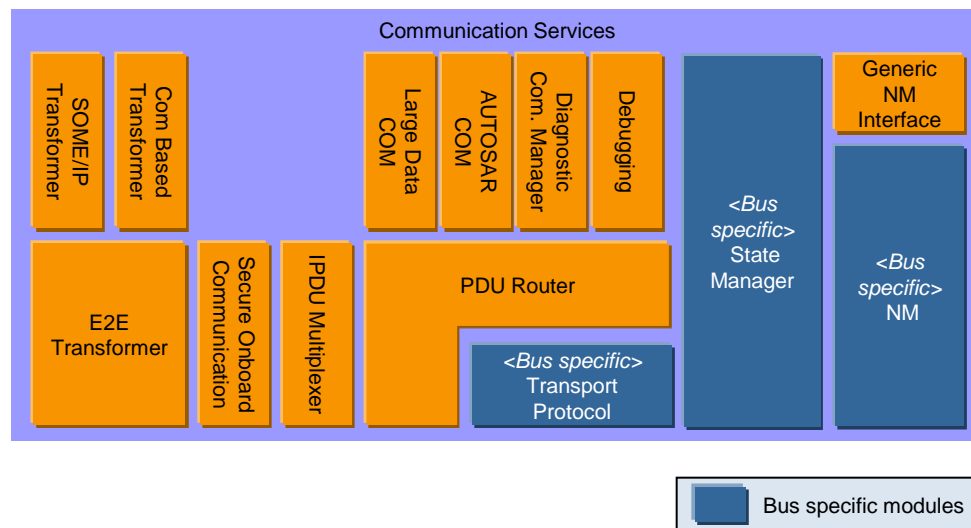 Communication Services
SOME/IP
Transformer
Com Based
Transformer
Large Data
COM
AUTOSAR
COM
Diagnostic
Com. Manager
Debugging
<Bus
specific>
State
Manager
Generic
NM
Interface
E2E
Transformer
Secure Onboard
Communication
IPDU Multiplexer
PDU Router
<Bus specific>
Transport
Protocol
<Bus
specific>
NM
Bus specific modules